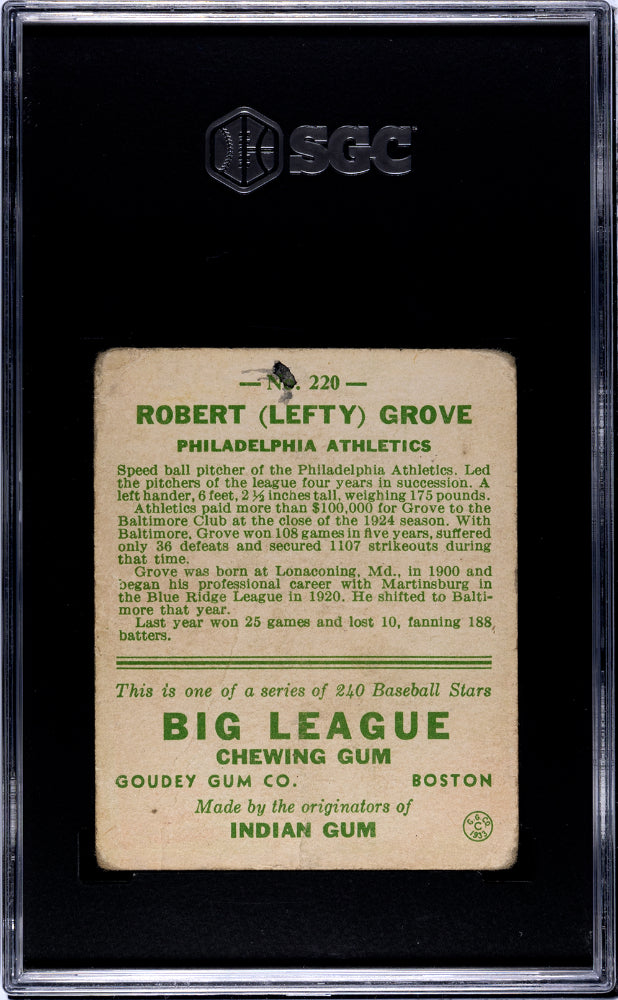 SGC
— No. 220 —
ROBERT (LEFTY) GROVE
PHILADELPHIA ATHLETICS
Speed ball pitcher of the Philadelphia Athletics. Led
the pitchers of the league four years in succession. A
left hander, 6 feet, 2 ½ inches tall, weighing 175 pounds.
Athletics paid more than $100,000 for Grove to the
Baltimore Club at the close of the 1924 season. With
Baltimore, Grove won 108 games in five years, suffered
only 36 defeats and secured 1107 strikeouts during
that time.
Grove was born at Lonaconing, Md., in 1900 and
began his professional career with Martinsburg in
the Blue Ridge League in 1920. He shifted to Balti-
more that year.
Last year won 25 games and lost 10, fanning 188
batters.
This is one of a series of 240 Baseball Stars
BIG LEAGUE
CHEWING GUM
GOUDEY GUM CO. BOSTON
Made by the originators of
INDIAN GUM
G. G. CO.
C
1933